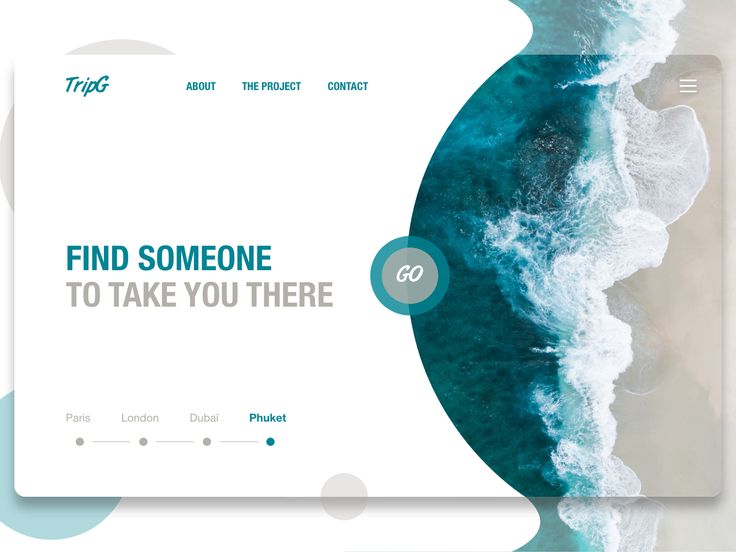 TripG
ABOUT THE PROJECT CONTACT
FIND SOMEONE
TO TAKE YOU THERE
GO
Paris London Dubaï Phuket